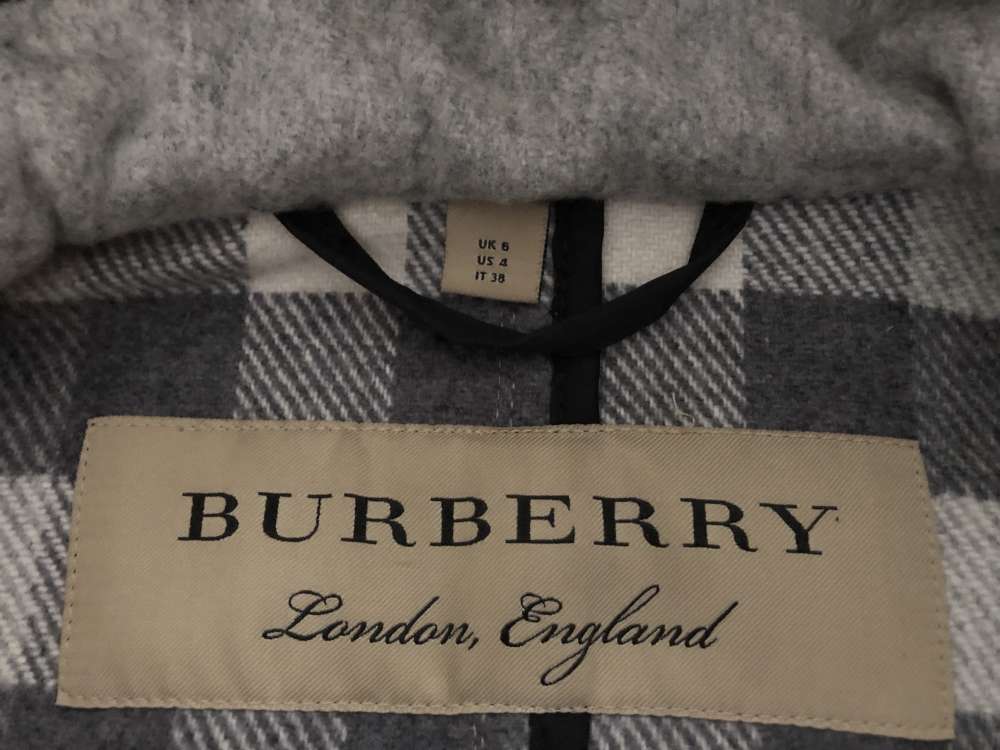 UK 6
US 4
IT 38
BURBERRY
London, England